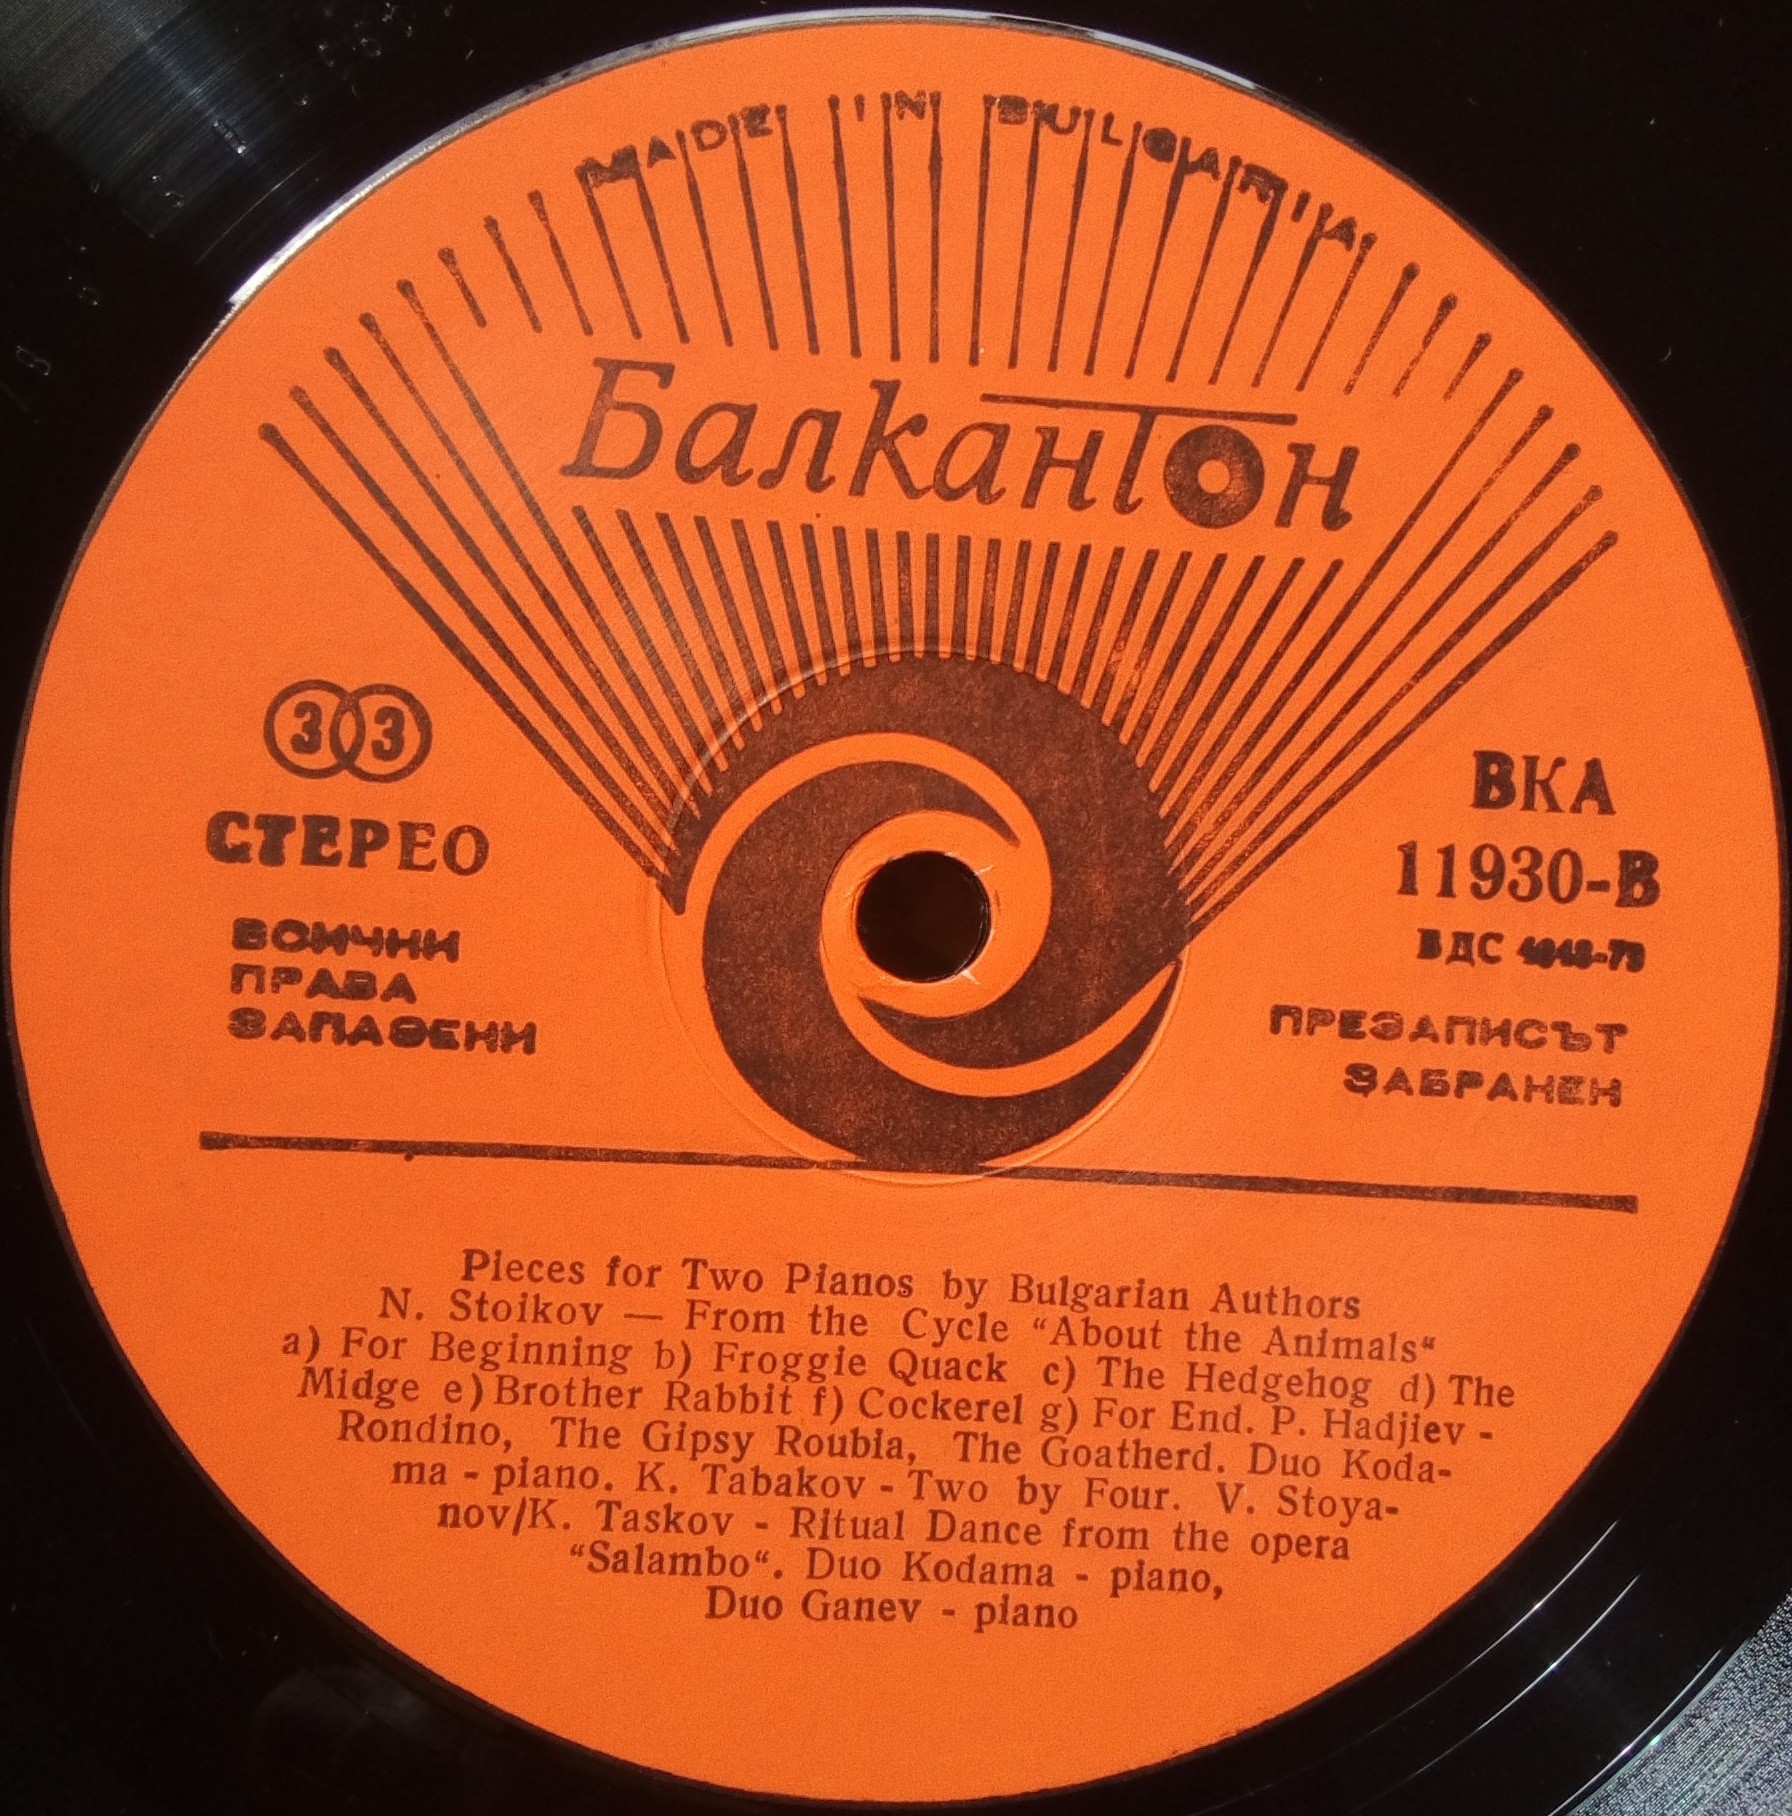 MADE IN BULGARIA
Балкантон
33
СТЕРЕО
ВСИЧКИ
ПРАВА
ЗАПАЗЕНИ
ВКА
11930-В
БДС
ПРЕЗАПИСЪТ
ЗАБРАНЕН
Pieces for Two Pianos by Bulgarian Authors
N. Stoikov — From the Cycle “About the Animals“
a) For Beginning b) Froggie Quack c) The Hedgehog d) The
Midge e) Brother Rabbit f) Cockerel g) For End. P. Hadjiev -
Rondino, The Gipsy Roubia, The Goatherd. Duo Koda-
ma - piano. K. Tabakov - Two by Four. V. Stoya-
nov/K. Taskov - Ritual Dance from the opera
“Salambo“. Duo Kodama - piano,
Duo Ganev - piano